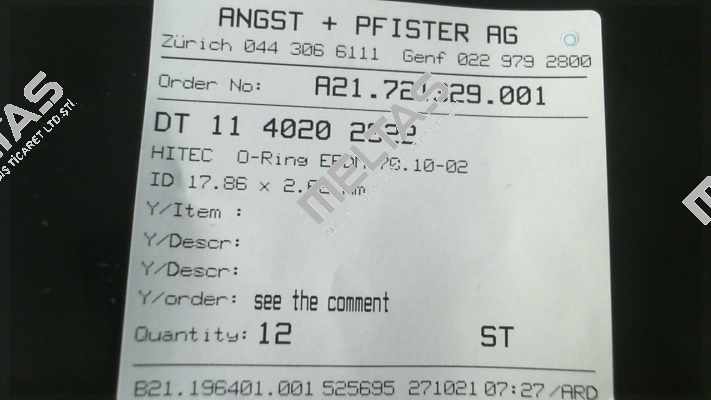 ANGST + PFISTER AG
Zürich 044 306 6111 Genf 022 979 2800
Order No:
DT 11 4020
HITEC O-Ring
ID 17.86 x
Y/Item :
Y/Descr:
Y/Descr:
Y/order: see the comment
Quantity: 12 ST
B21.196401.001 525695 271021 07:27 /ARD
MELTAS